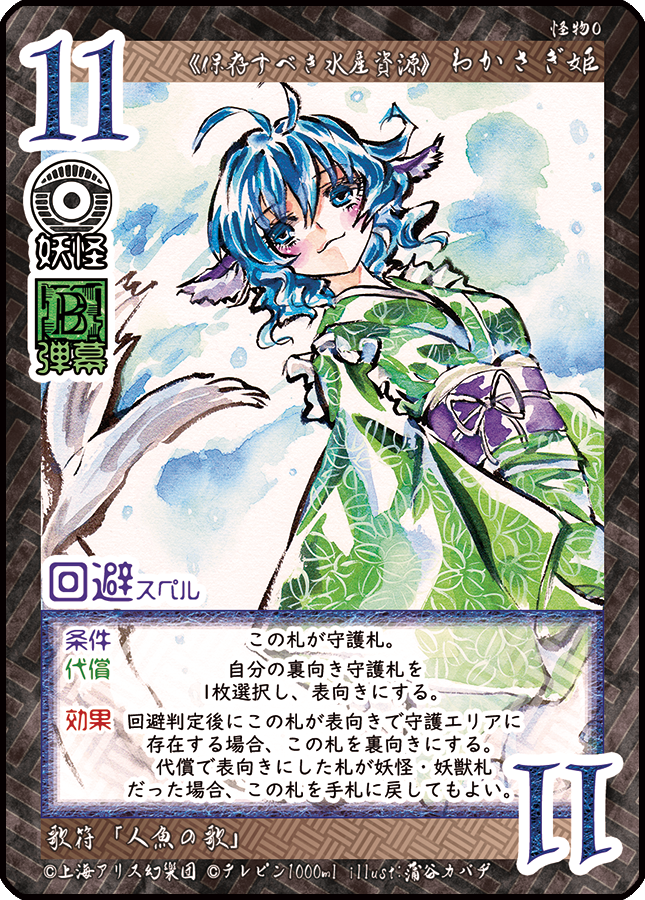 怪物0
11
《保存すべき水産資源》 わかさぎ姫
妖怪
B
弾幕
回避スペル
条件 この札が守護札。
代償 自分の裏向き守護札を
1枚選択し、表向きにする。
効果 回避判定後にこの札が表向きで守護エリアに
存在する場合、この札を裏向きにする。
代償で表向きにした札が妖怪・妖獣札
だった場合、この札を手札に戻してもよい。
11
歌符 「人魚の歌」
©上海アリス幻樂団 ©テレピン1000ml illust:蒲谷カバヂ